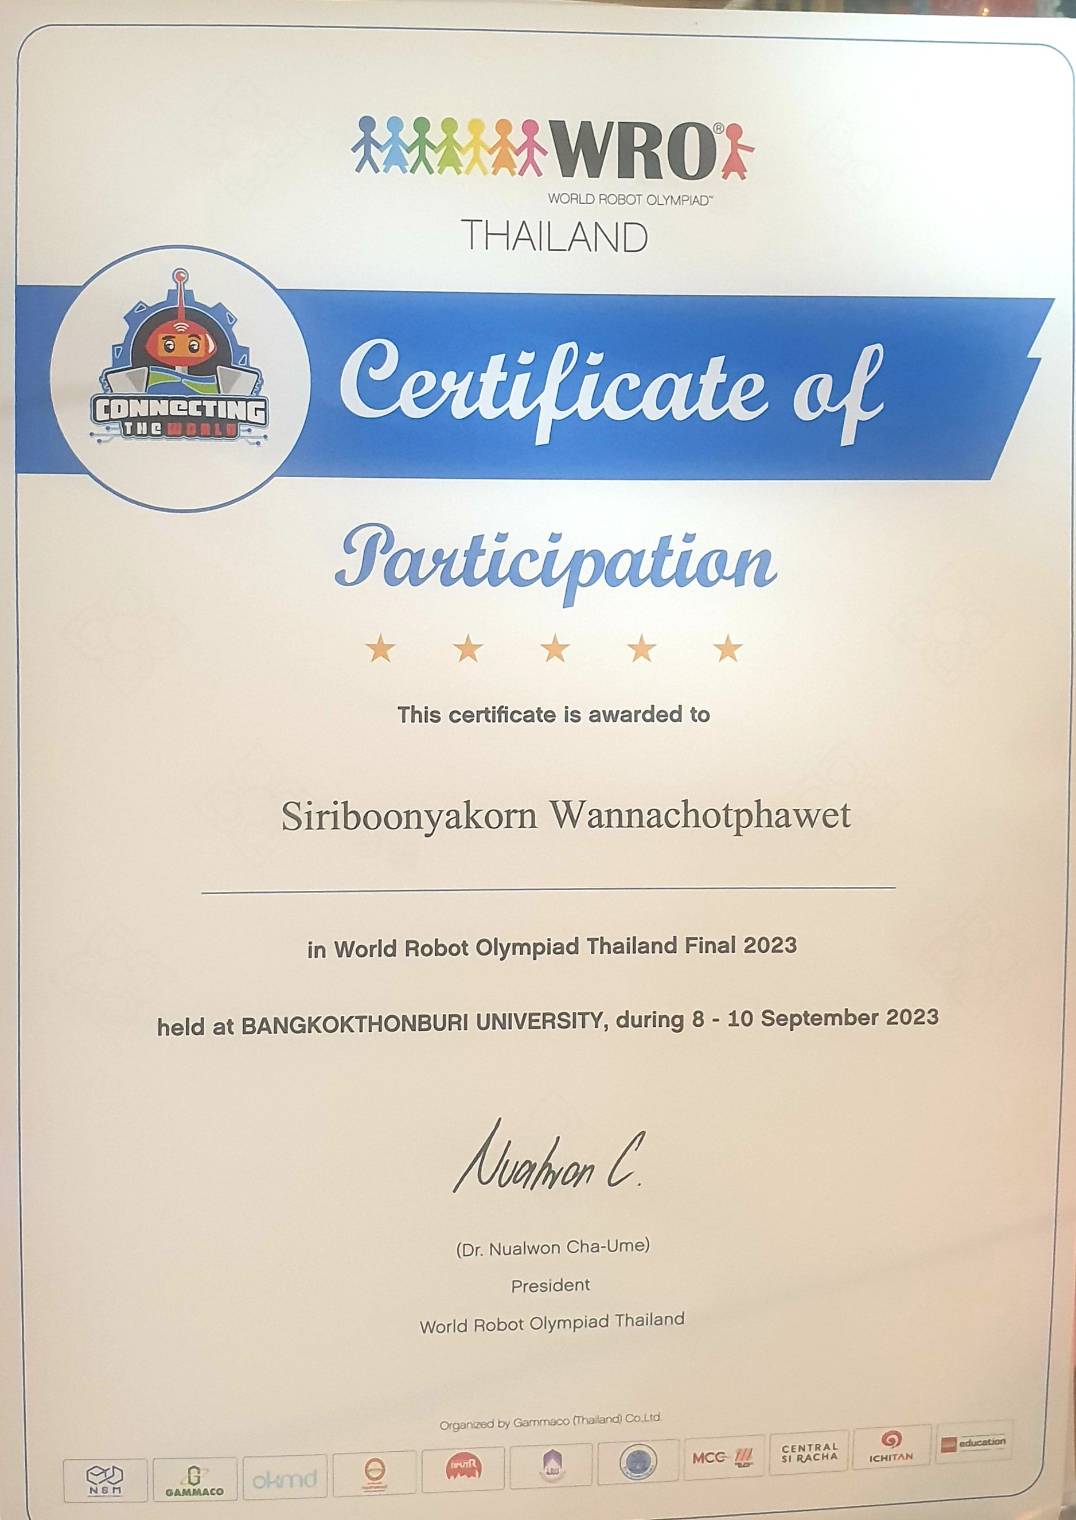 WRO®
WORLD ROBOT OLYMPIAD™
THAILAND
CONNECTING
THE WORLD
Certificate of
Participation
This certificate is awarded to
Siriboonyakorn Wannachotphawet
in World Robot Olympiad Thailand Final 2023
held at BANGKOKTHONBURI UNIVERSITY, during 8 - 10 September 2023
Nualwon C.
(Dr. Nualwon Cha-Ume)
President
World Robot Olympiad Thailand
Organized by Gammaco (Thailand) Co.,Ltd.
NSM
GAMMACO
okmd
MCC
CENTRAL
SI RACHA
ICHITAN
education